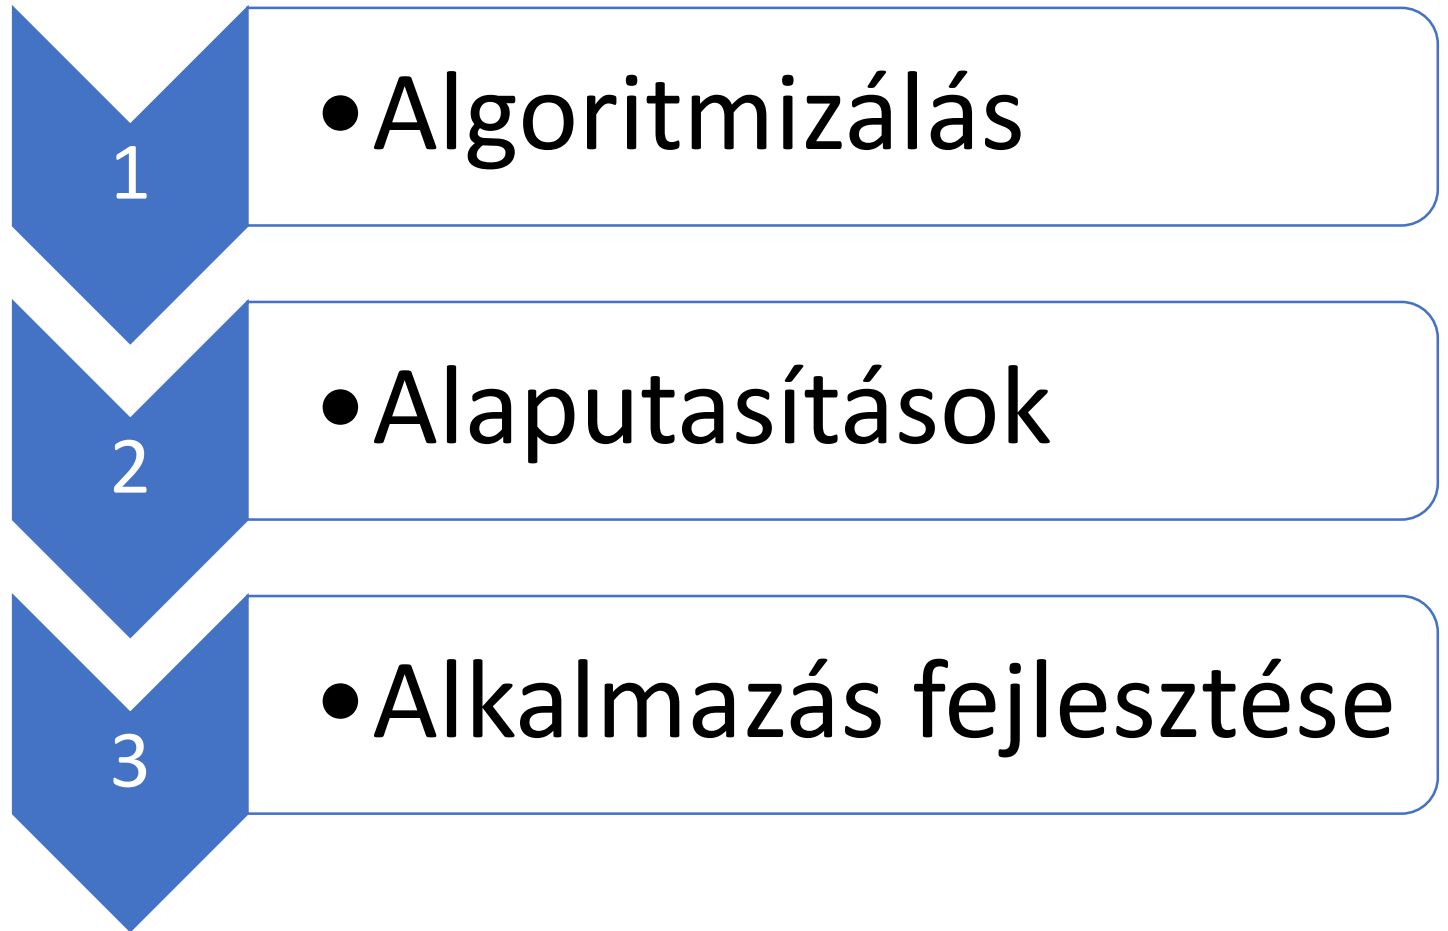 1
•Algoritmizálás
2
•Alaputasítások
3
•Alkalmazás fejlesztése